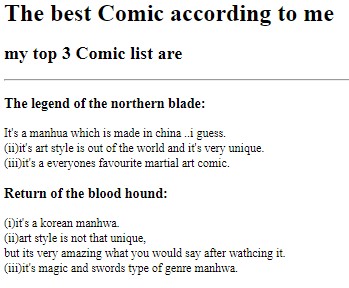 The best Comic according to me
my top 3 Comic list are
The legend of the northern blade:
It's a manhua which is made in china ..i guess.
(ii)it's art style is out of the world and it's very unique.
(iii)it's a everyones favourite martial art comic.
Return of the blood hound:
(i)it's a korean manhwa.
(ii)art style is not that unique,
but its very amazing what you would say after wathcing it.
(iii)it's magic and swords type of genre manhwa.